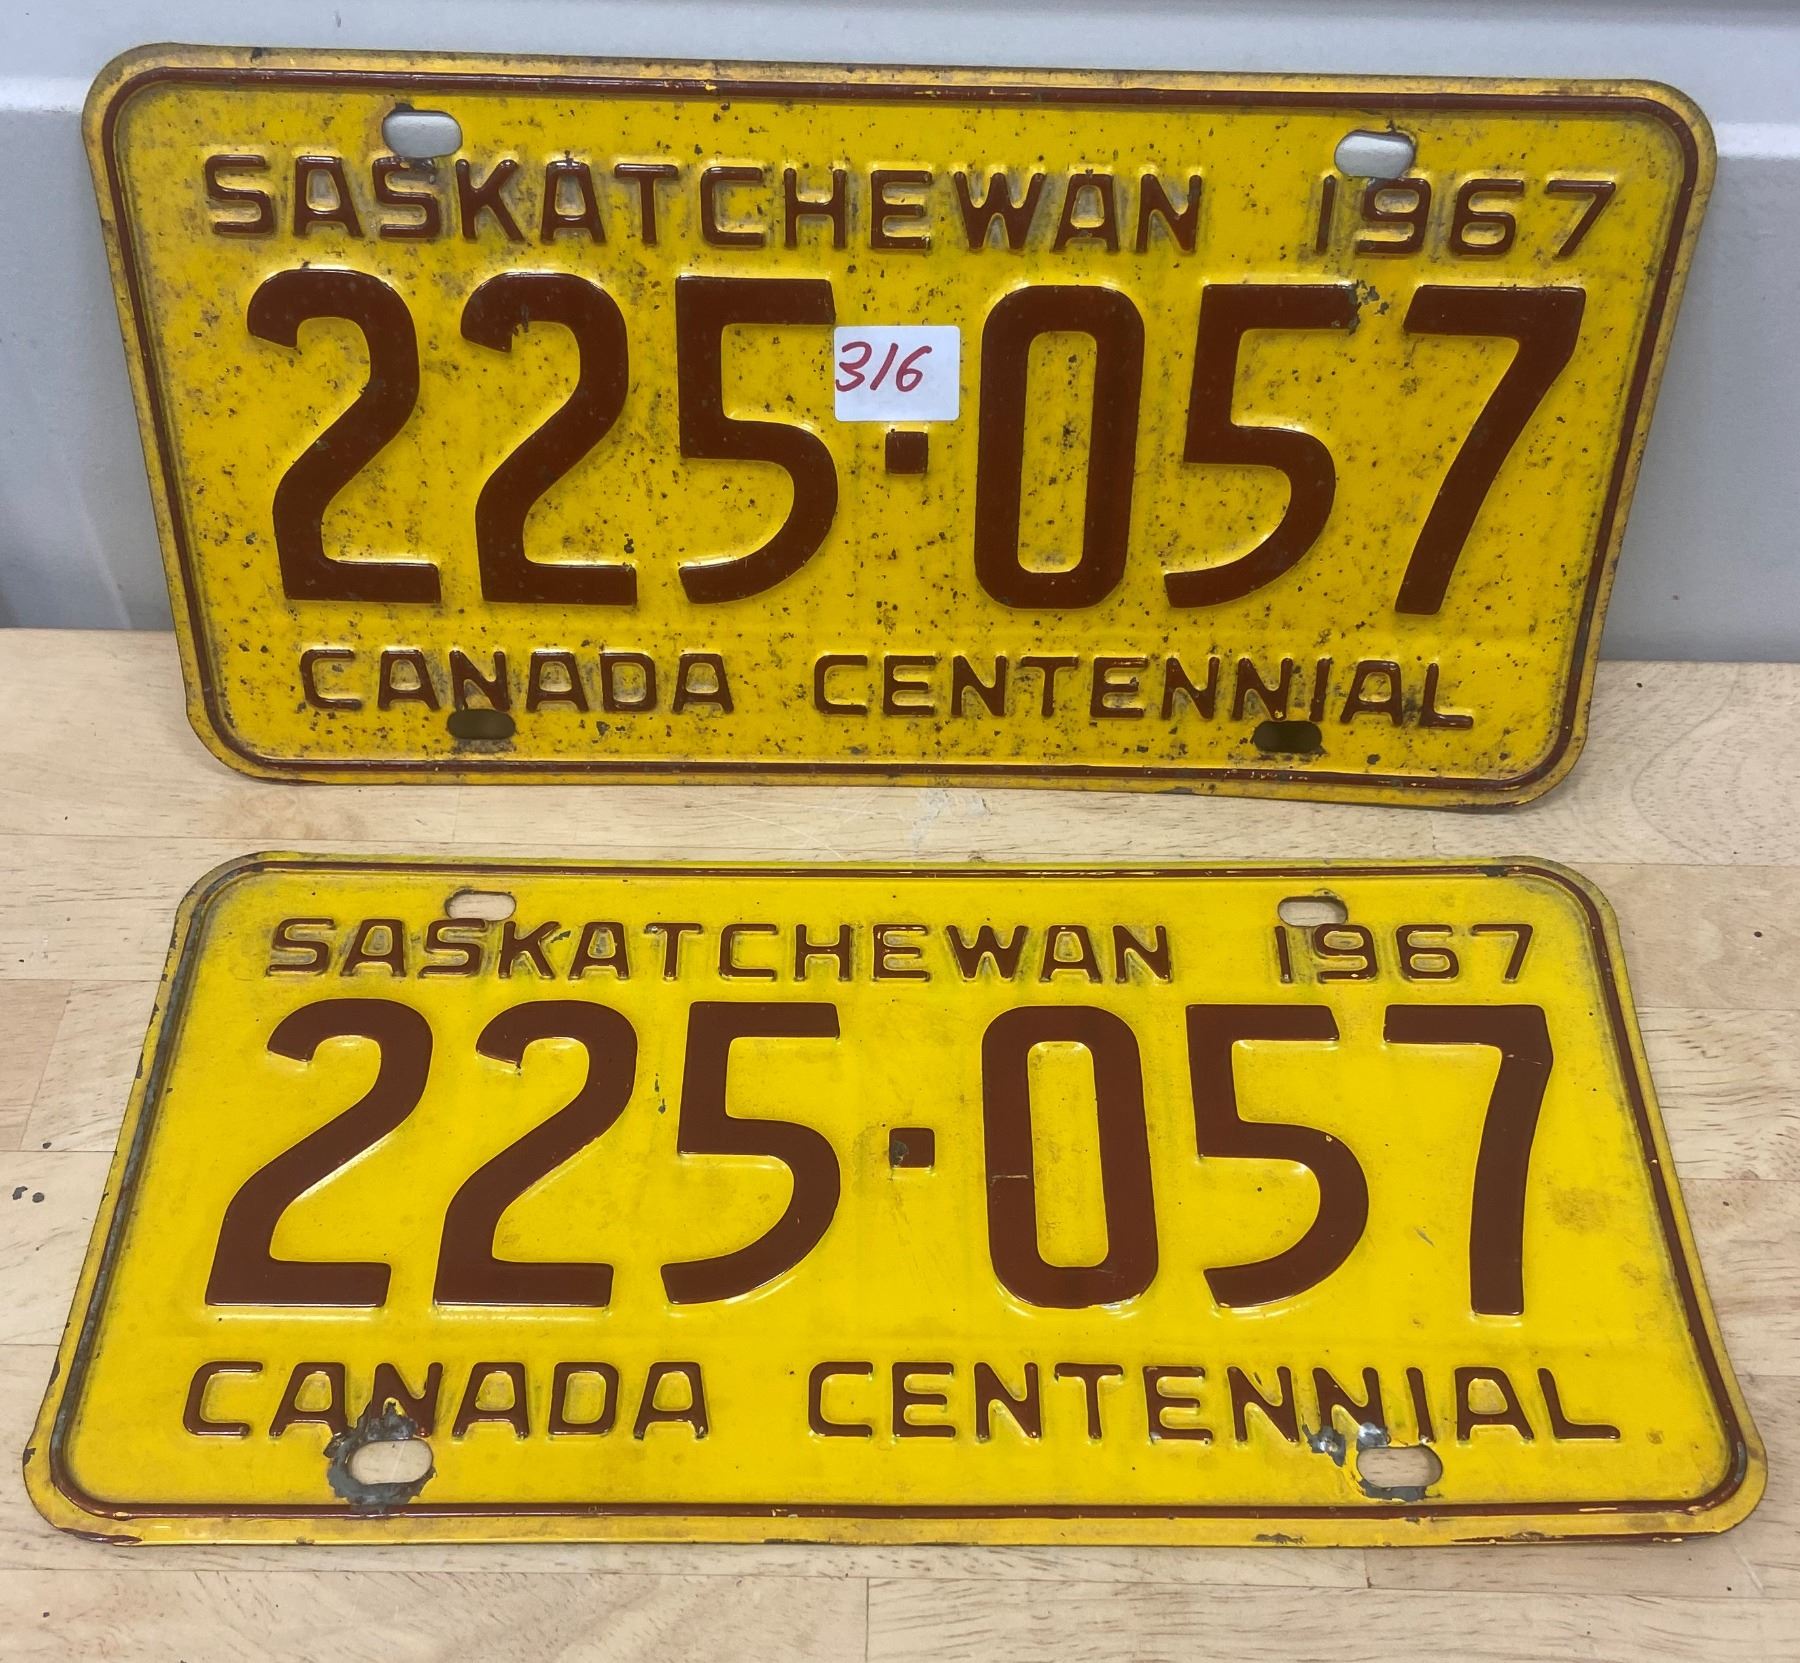 SASKATCHEWAN 1967
316
225·057
CANADA CENTENNIAL
SASKATCHEWAN 1967
225·057
CANADA CENTENNIAL